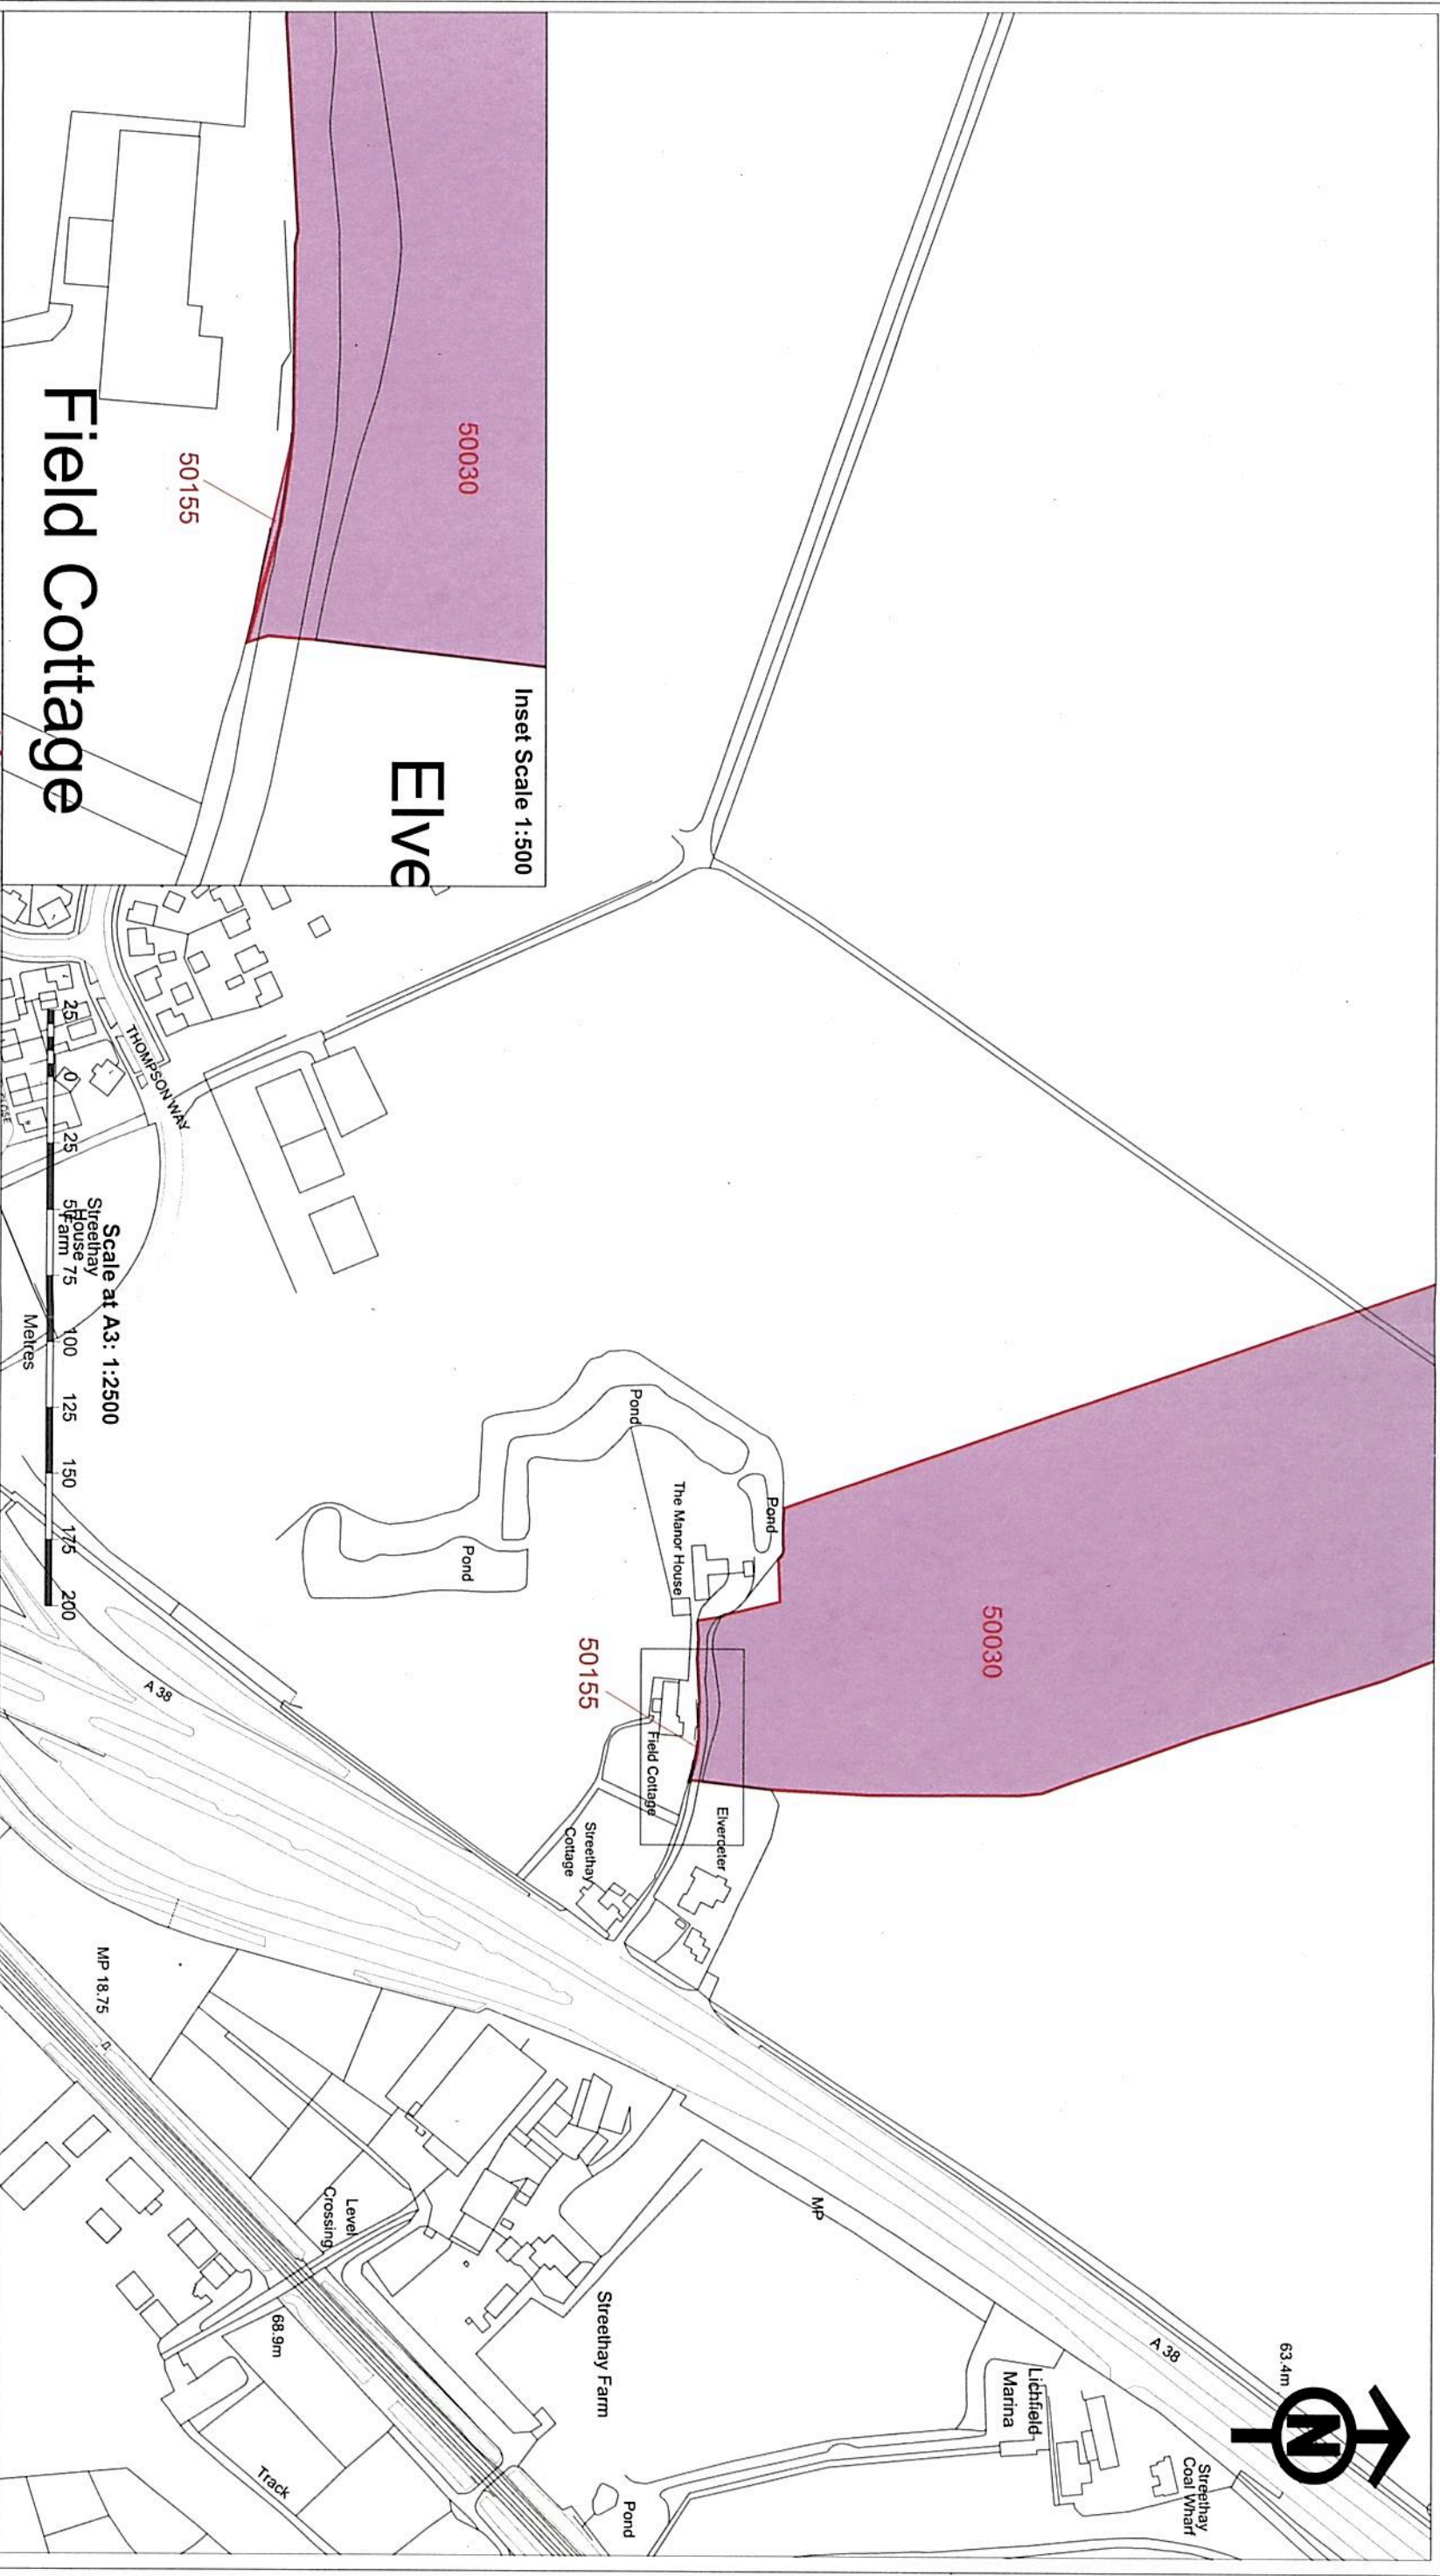 Inset Scale 1:500
50030
Elve
50155
Field Cottage
63.4m
N
Streethay
Coal Wharf
A 38
Lichfield
Marina
50030
MP
Pond
The Manor House
Elverceter
Pond
Field Cottage
50155
Streethay
Cottage
Streethay Farm
Pond
Pond
Level
Crossing
68.9m
Track
A 38
MP 18.75
THOMPSON WAY
Scale at A3: 1:2500
Streethay
House
Farm
25 0 25 50 75 100 125 150 175 200
Metres